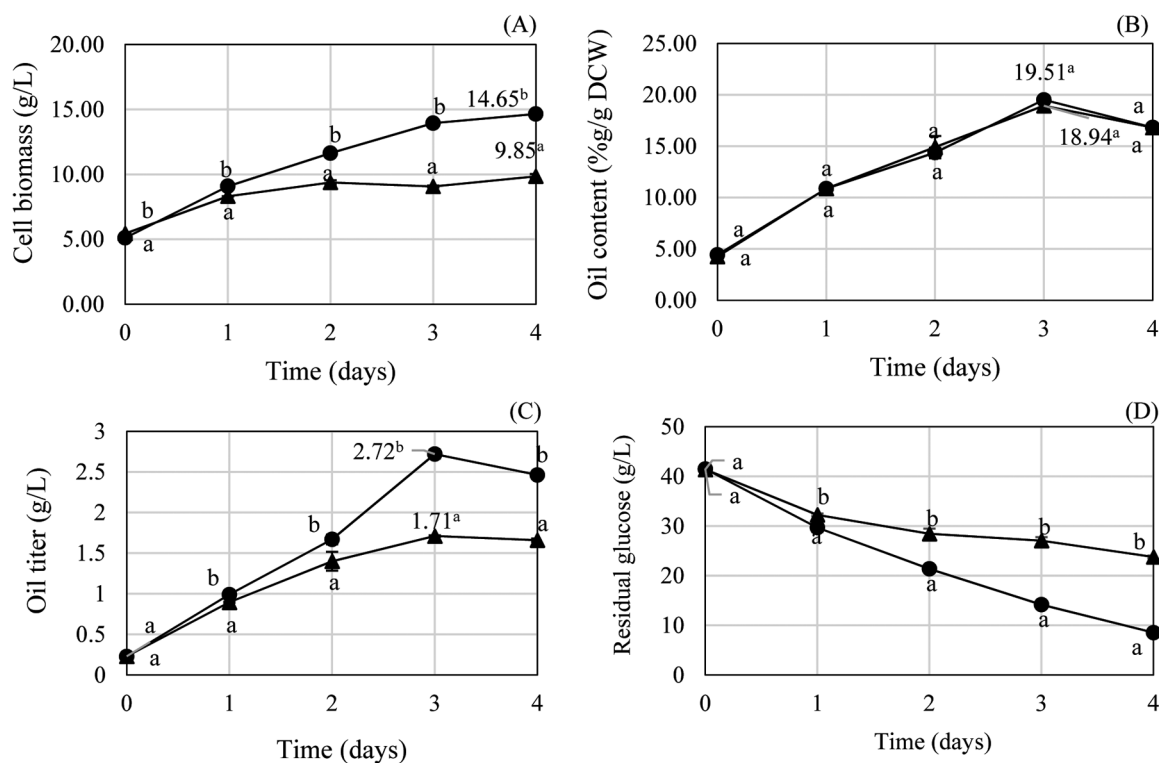 (A)
Cell biomass (g/L)
20.00
15.00
10.00
5.00
0.00
b
a
b
a
b
a
b
a
14.65ᵇ
9.85ᵃ
0 1 2 3 4
Time (days)
(B)
Oil content (%g/g DCW)
25.00
20.00
15.00
10.00
5.00
0.00
a
a
a
a
a
a
19.51ᵃ
18.94ᵃ
a
a
0 1 2 3 4
Time (days)
(C)
Oil titer (g/L)
3
2.5
2
1.5
1
0.5
0
a
a
b
a
b
a
2.72ᵇ
1.71ᵃ
b
a
0 1 2 3 4
Time (days)
(D)
Residual glucose (g/L)
50
40
30
20
10
0
a
a
b
a
b
a
b
a
b
a
0 1 2 3 4
Time (days)